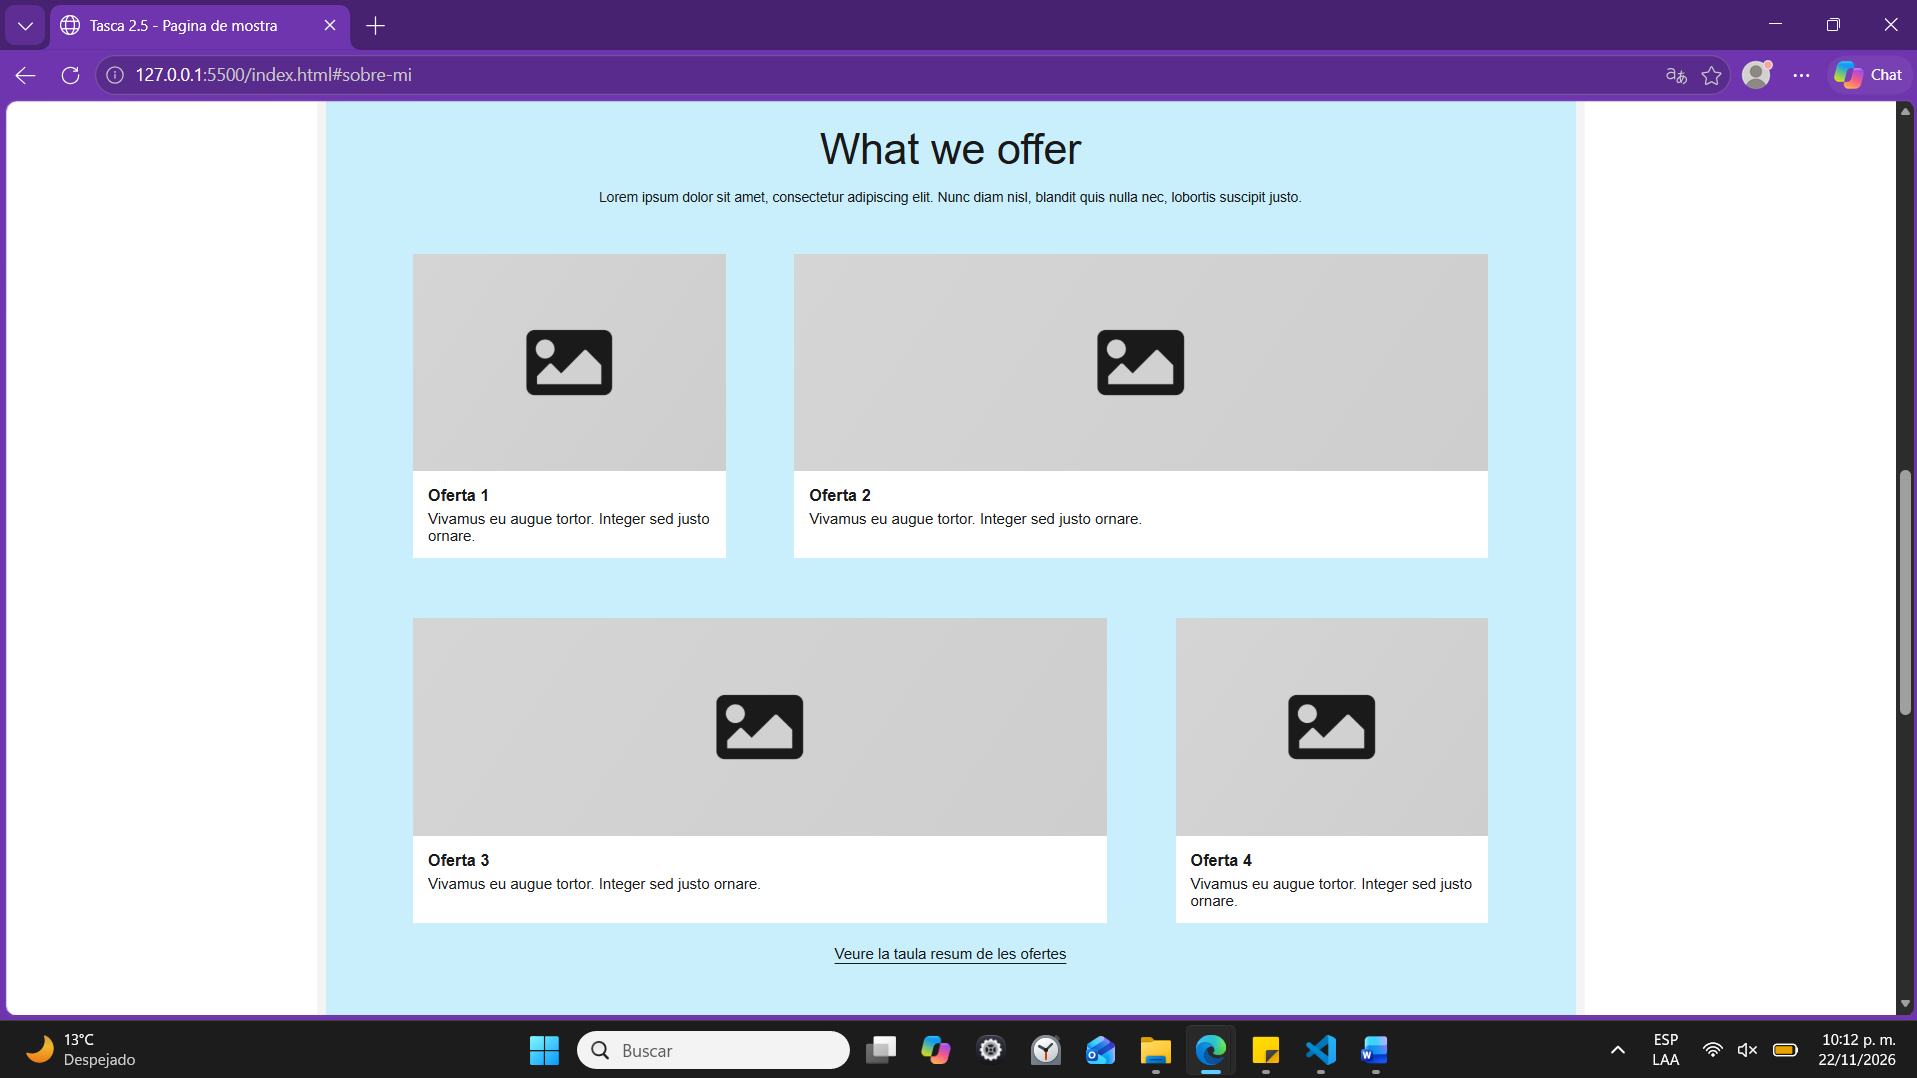 Tasca 2.5 - Pagina de mostra
127.0.0.1:5500/index.html#sobre-mi
Chat
What we offer
Lorem ipsum dolor sit amet, consectetur adipiscing elit. Nunc diam nisl, blandit quis nulla nec, lobortis suscipit justo.
Oferta 1
Vivamus eu augue tortor. Integer sed justo
ornare.
Oferta 2
Vivamus eu augue tortor. Integer sed justo ornare.
Oferta 3
Vivamus eu augue tortor. Integer sed justo ornare.
Oferta 4
Vivamus eu augue tortor. Integer sed justo
ornare.
Veure la taula resum de les ofertes
13°C
Despejado
Buscar
ESP
LAA
10:12 p. m.
22/11/2026